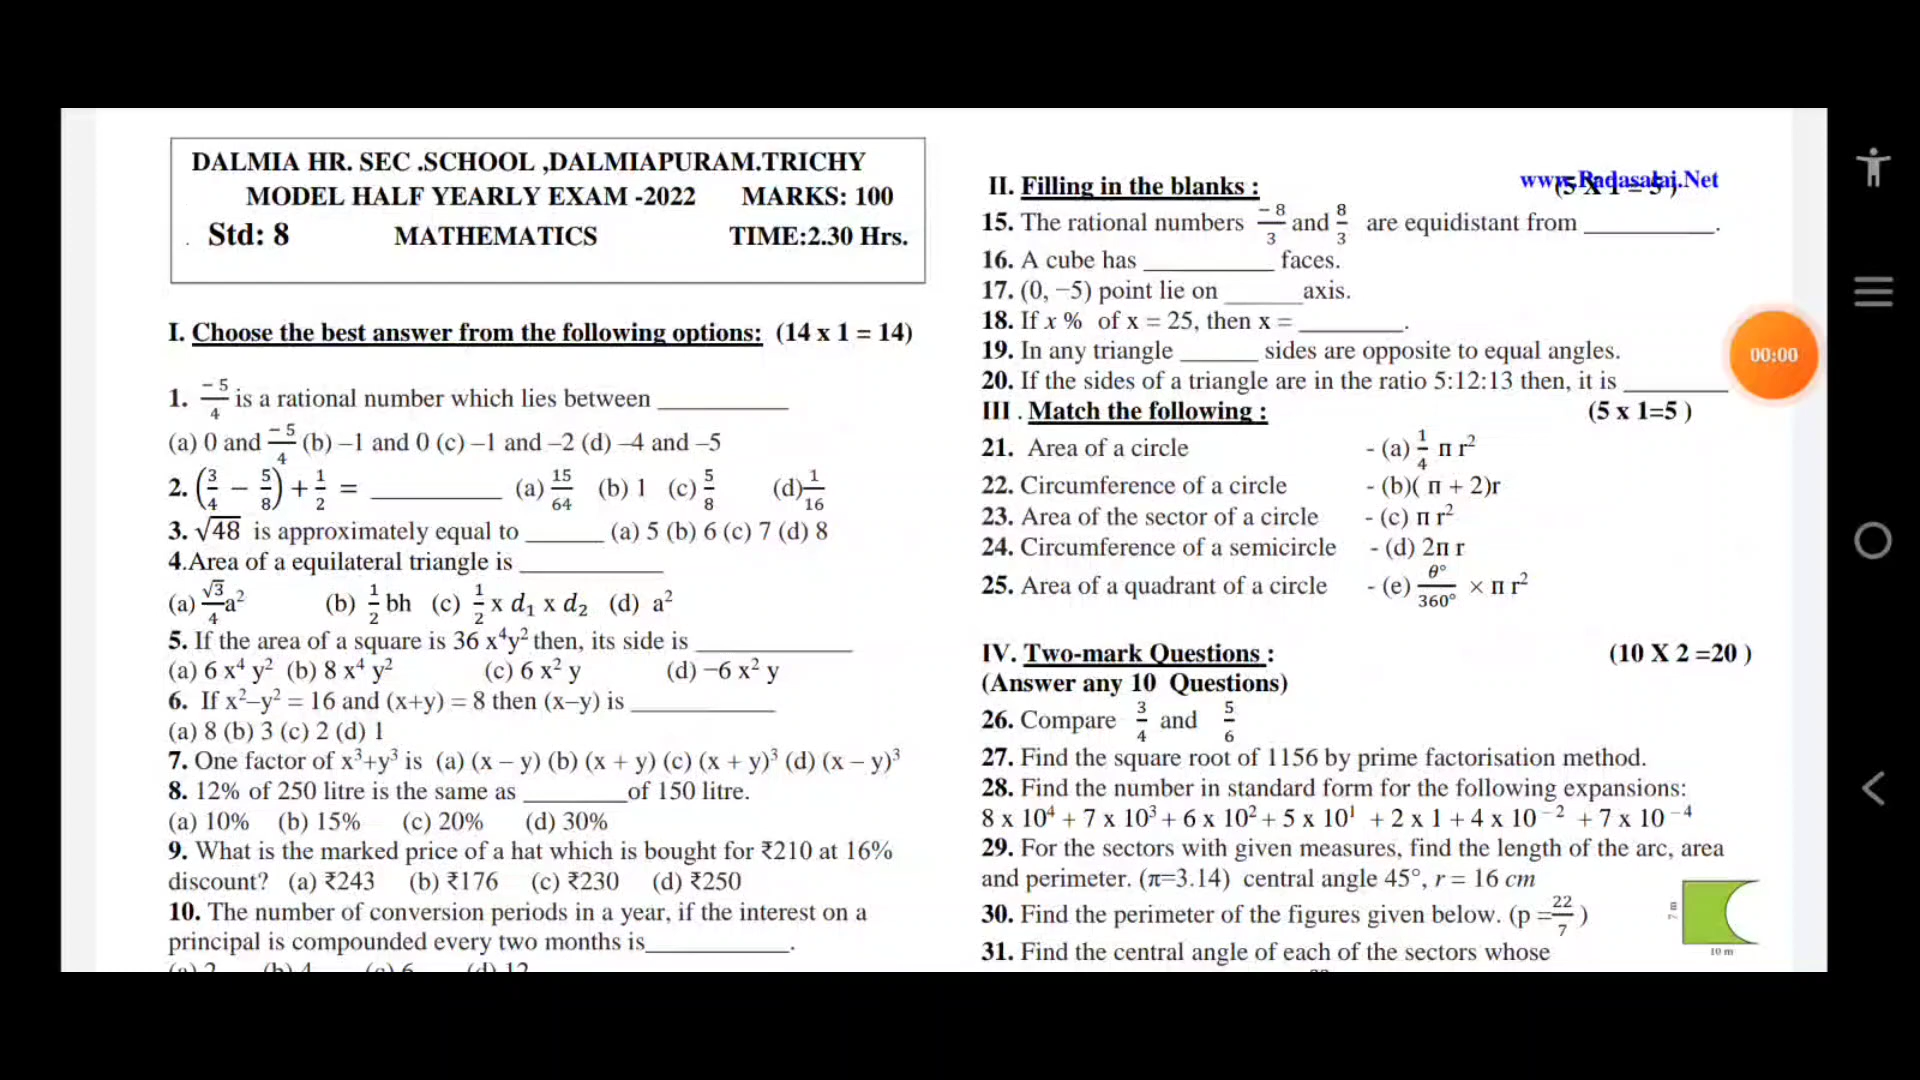 DALMIA HR. SEC .SCHOOL ,DALMIAPURAM.TRICHY
MODEL HALF YEARLY EXAM -2022 MARKS: 100
. Std: 8 MATHEMATICS TIME:2.30 Hrs.
I. Choose the best answer from the following options: (14 x 1 = 14)
1. −5/4 is a rational number which lies between __________
(a) 0 and −5/4 (b) –1 and 0 (c) –1 and –2 (d) –4 and –5
2. (3/4 − 5/8) + 1/2 = __________ (a) 15/64 (b) 1 (c) 5/8 (d) 1/16
3. √48 is approximately equal to ______ (a) 5 (b) 6 (c) 7 (d) 8
4.Area of a equilateral triangle is ___________
(a) √3/4 a² (b) 1/2 bh (c) 1/2 x d₁ x d₂ (d) a²
5. If the area of a square is 36 x⁴y² then, its side is ____________
(a) 6 x⁴ y² (b) 8 x⁴ y² (c) 6 x² y (d) −6 x² y
6. If x²–y² = 16 and (x+y) = 8 then (x–y) is ___________
(a) 8 (b) 3 (c) 2 (d) 1
7. One factor of x³+y³ is (a) (x – y) (b) (x + y) (c) (x + y)³ (d) (x – y)³
8. 12% of 250 litre is the same as ________of 150 litre.
(a) 10% (b) 15% (c) 20% (d) 30%
9. What is the marked price of a hat which is bought for ₹210 at 16%
discount? (a) ₹243 (b) ₹176 (c) ₹230 (d) ₹250
10. The number of conversion periods in a year, if the interest on a
principal is compounded every two months is___________.
(a) 2 (b) 4 (c) 6 (d) 12
II. Filling in the blanks : (5 X 1 = 5 )
www.Padasalai.Net
15. The rational numbers −8/3 and 8/3 are equidistant from __________.
16. A cube has __________ faces.
17. (0, −5) point lie on ______axis.
18. If x % of x = 25, then x = ________.
19. In any triangle ______ sides are opposite to equal angles.
20. If the sides of a triangle are in the ratio 5:12:13 then, it is ________
III . Match the following : (5 x 1=5 )
21. Area of a circle - (a) 1/4 π r²
22. Circumference of a circle - (b)( π + 2)r
23. Area of the sector of a circle - (c) π r²
24. Circumference of a semicircle - (d) 2π r
25. Area of a quadrant of a circle - (e) θ°/360° × π r²
IV. Two-mark Questions : (10 X 2 =20 )
(Answer any 10 Questions)
26. Compare 3/4 and 5/6
27. Find the square root of 1156 by prime factorisation method.
28. Find the number in standard form for the following expansions:
8 x 10⁴ + 7 x 10³ + 6 x 10² + 5 x 10¹ + 2 x 1 + 4 x 10 ⁻² + 7 x 10 ⁻⁴
29. For the sectors with given measures, find the length of the arc, area
and perimeter. (π=3.14) central angle 45°, r = 16 cm
30. Find the perimeter of the figures given below. (p = 22/7 )
7 m
10 m
31. Find the central angle of each of the sectors whose
00:00